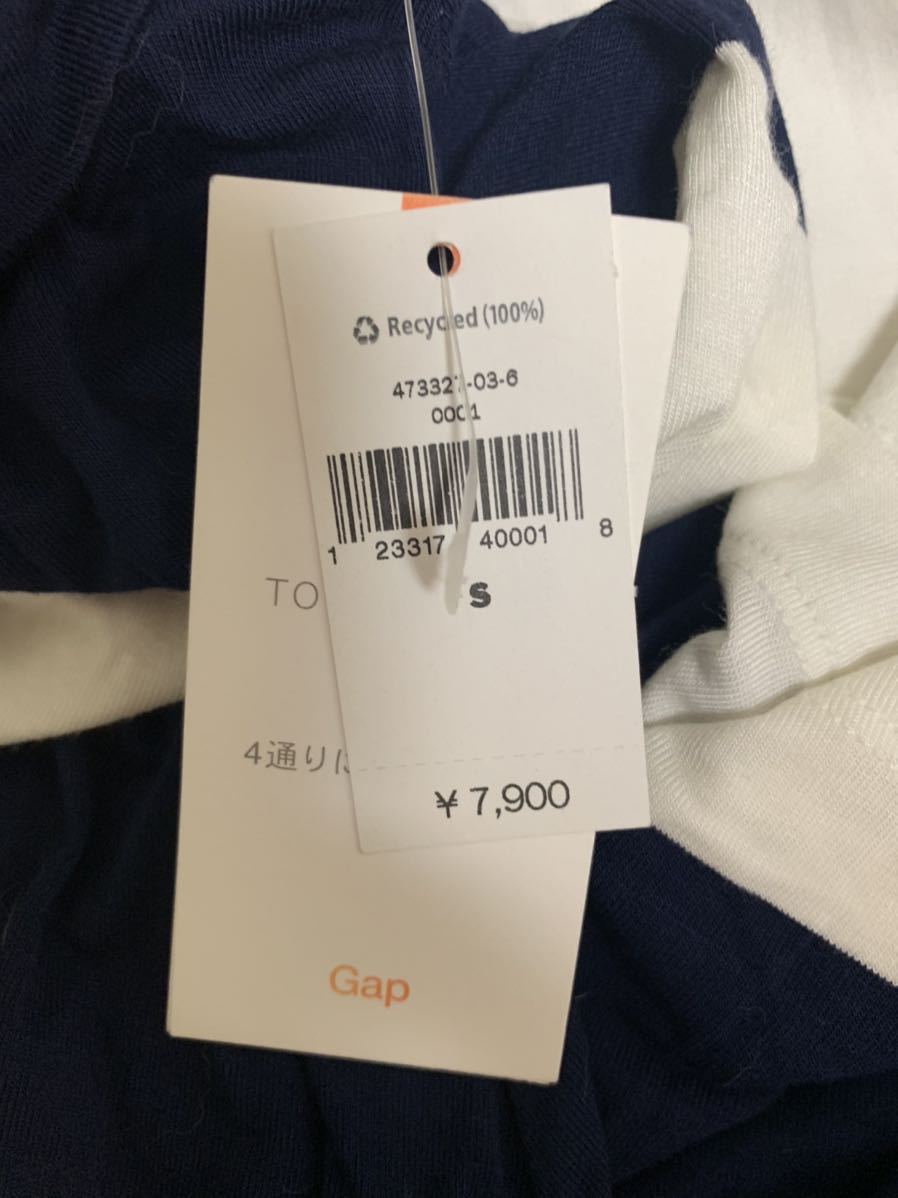 Recycled (100%)
473327-03-6
0001
1 23317 40001 8
S
¥ 7,900
TO
4通りに
Gap